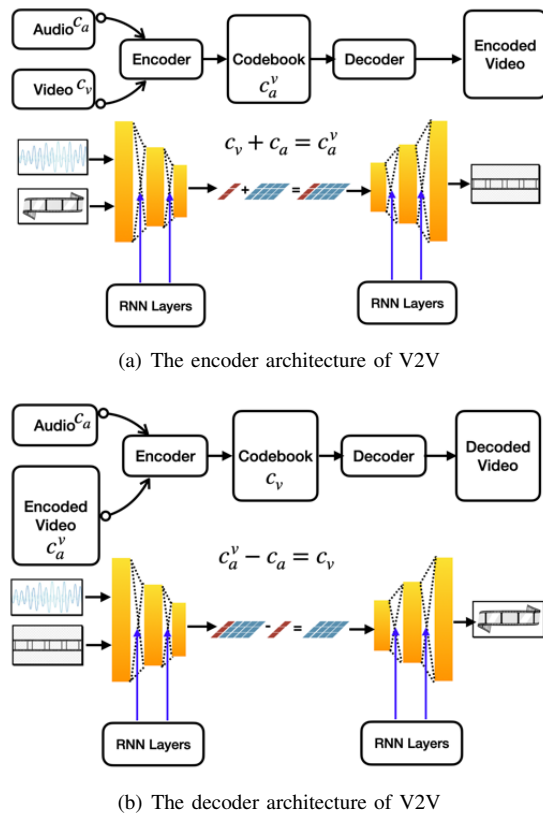 Audio c_a
Video c_v
Encoder
Codebook
c_a^v
Decoder
Encoded
Video
c_v + c_a = c_a^v
+
=
RNN Layers
RNN Layers
(a) The encoder architecture of V2V
Audio c_a
Encoded
Video
c_a^v
Encoder
Codebook
c_v
Decoder
Decoded
Video
c_a^v − c_a = c_v
-
=
RNN Layers
RNN Layers
(b) The decoder architecture of V2V